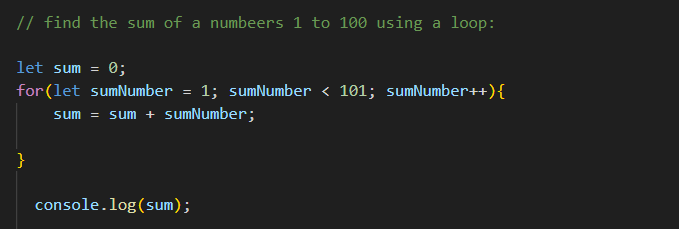 // find the sum of a numbeers 1 to 100 using a loop:
let sum = 0;
for(let sumNumber = 1; sumNumber < 101; sumNumber++){
sum = sum + sumNumber;
}
console.log(sum);